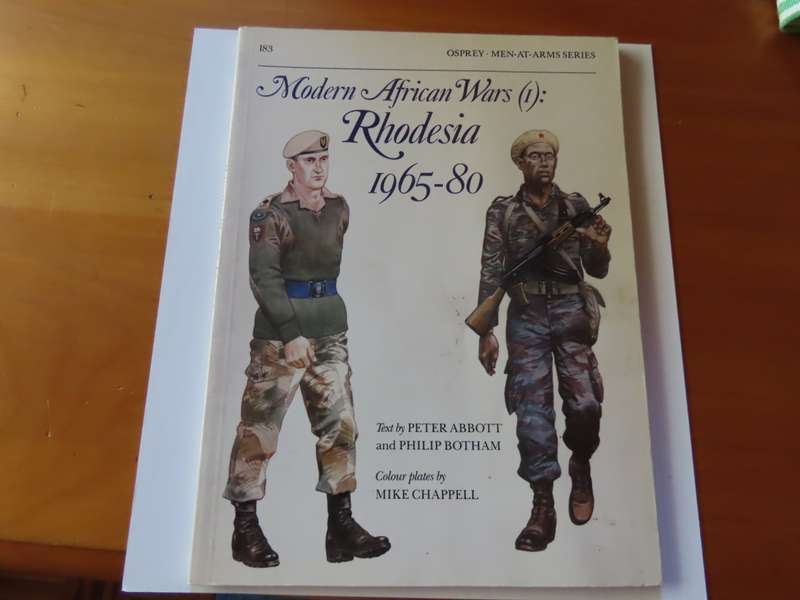 183
OSPREY · MEN-AT-ARMS SERIES
Modern African Wars (1):
Rhodesia
1965-80
Text by PETER ABBOTT
and PHILIP BOTHAM
Colour plates by
MIKE CHAPPELL